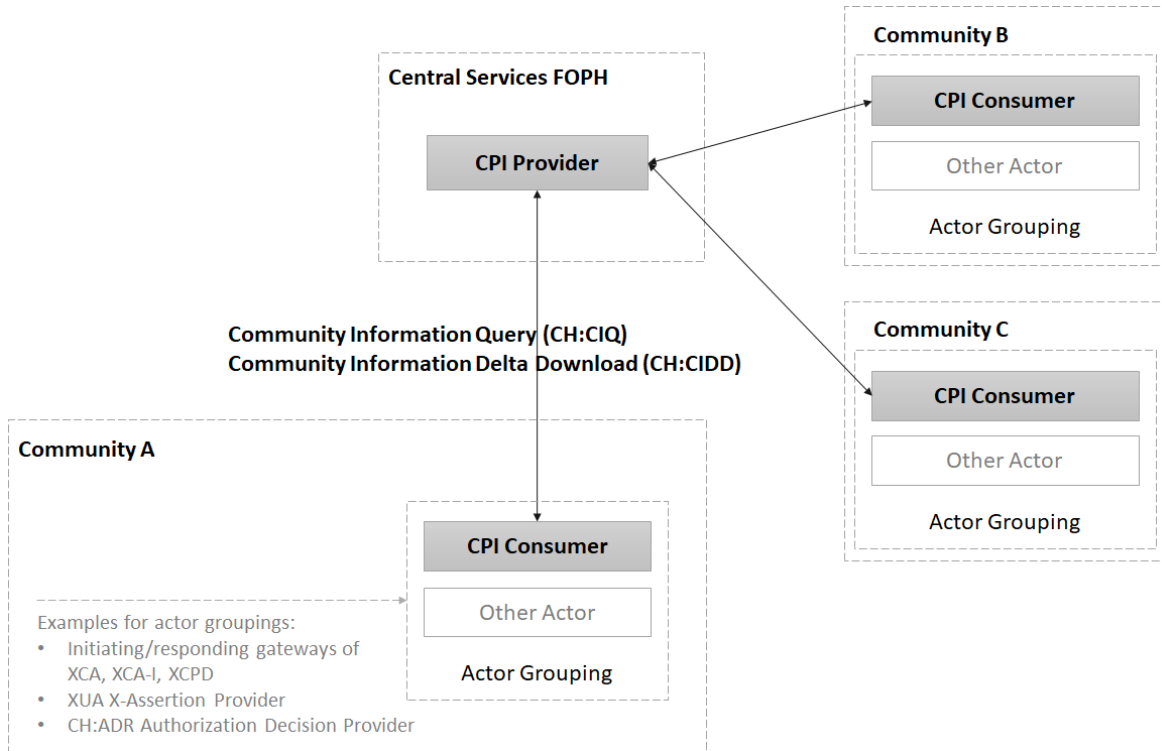 Community B
CPI Consumer
Other Actor
Actor Grouping
Central Services FOPH
CPI Provider
Community Information Query (CH:CIQ)
Community Information Delta Download (CH:CIDD)
Community C
CPI Consumer
Other Actor
Actor Grouping
Community A
CPI Consumer
Other Actor
Actor Grouping
Examples for actor groupings:
• Initiating/responding gateways of
XCA, XCA-I, XCPD
• XUA X-Assertion Provider
• CH:ADR Authorization Decision Provider